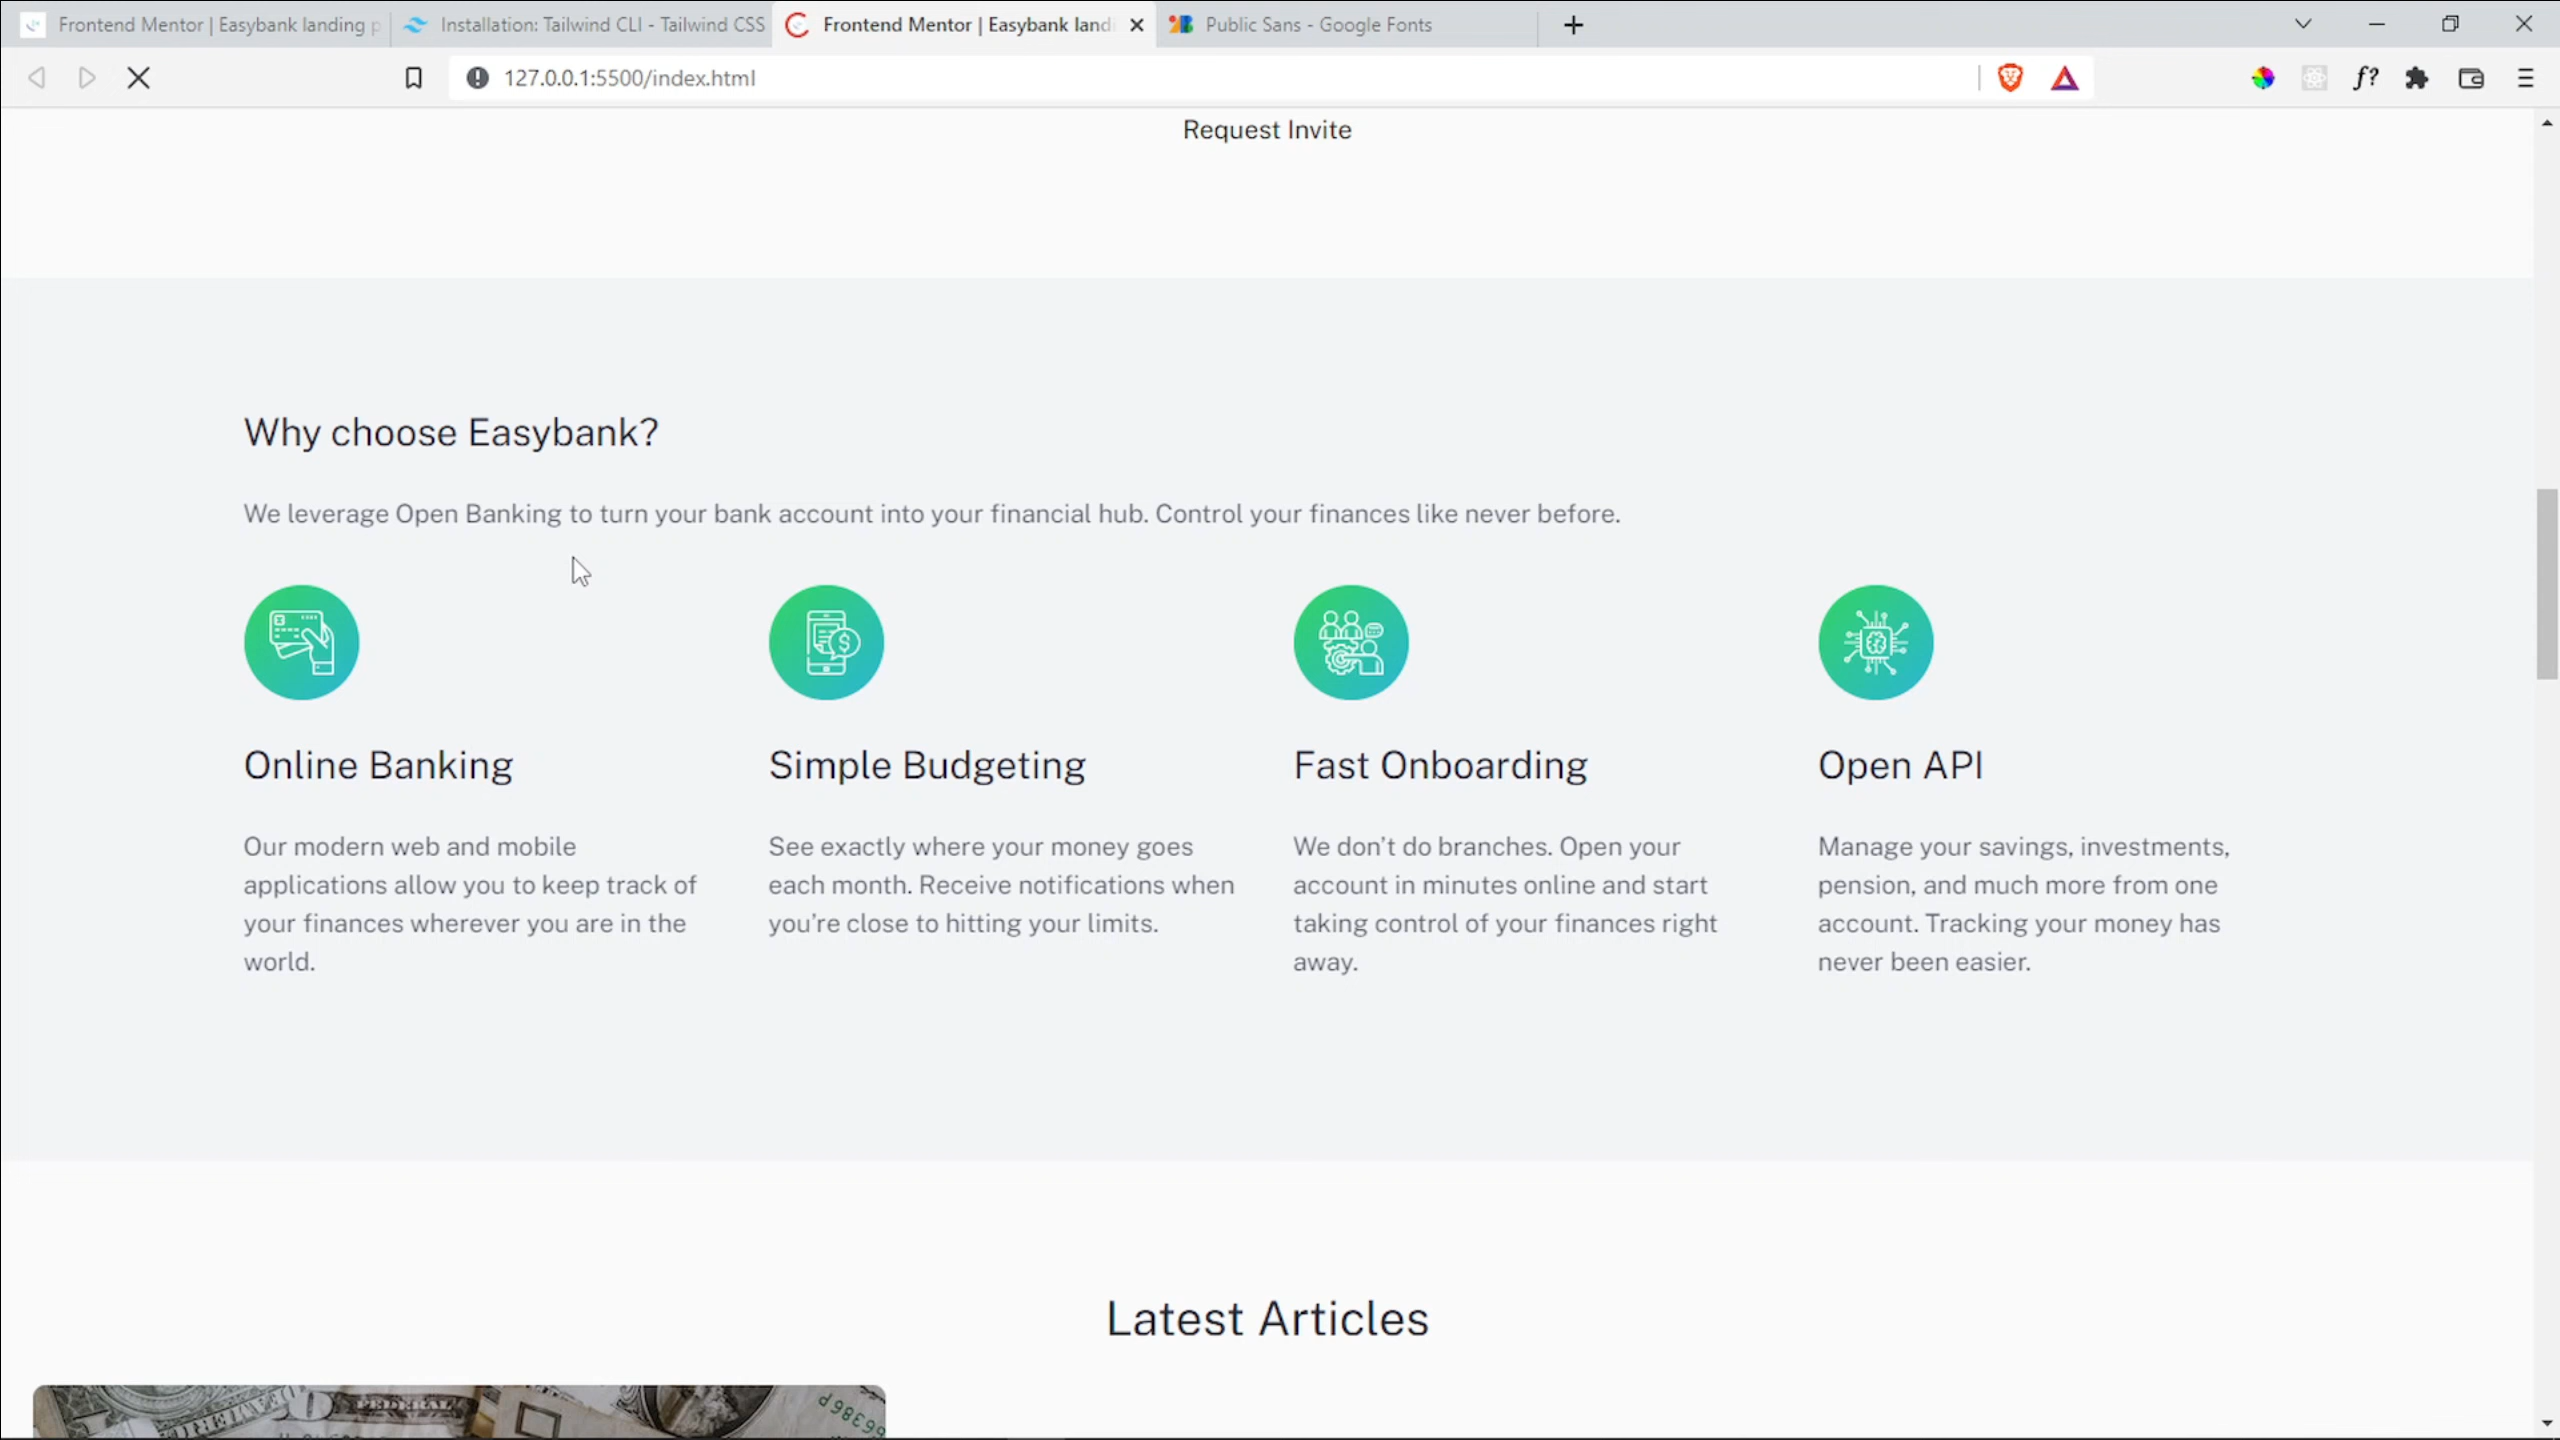 Frontend Mentor | Easybank landing p
Installation: Tailwind CLI - Tailwind CSS
Frontend Mentor | Easybank landi
Public Sans - Google Fonts
127.0.0.1:5500/index.html
f?
Request Invite
Why choose Easybank?
We leverage Open Banking to turn your bank account into your financial hub. Control your finances like never before.
Online Banking
Our modern web and mobile
applications allow you to keep track of
your finances wherever you are in the
world.
Simple Budgeting
See exactly where your money goes
each month. Receive notifications when
you’re close to hitting your limits.
Fast Onboarding
We don’t do branches. Open your
account in minutes online and start
taking control of your finances right
away.
Open API
Manage your savings, investments,
pension, and much more from one
account. Tracking your money has
never been easier.
Latest Articles
FEDERAL